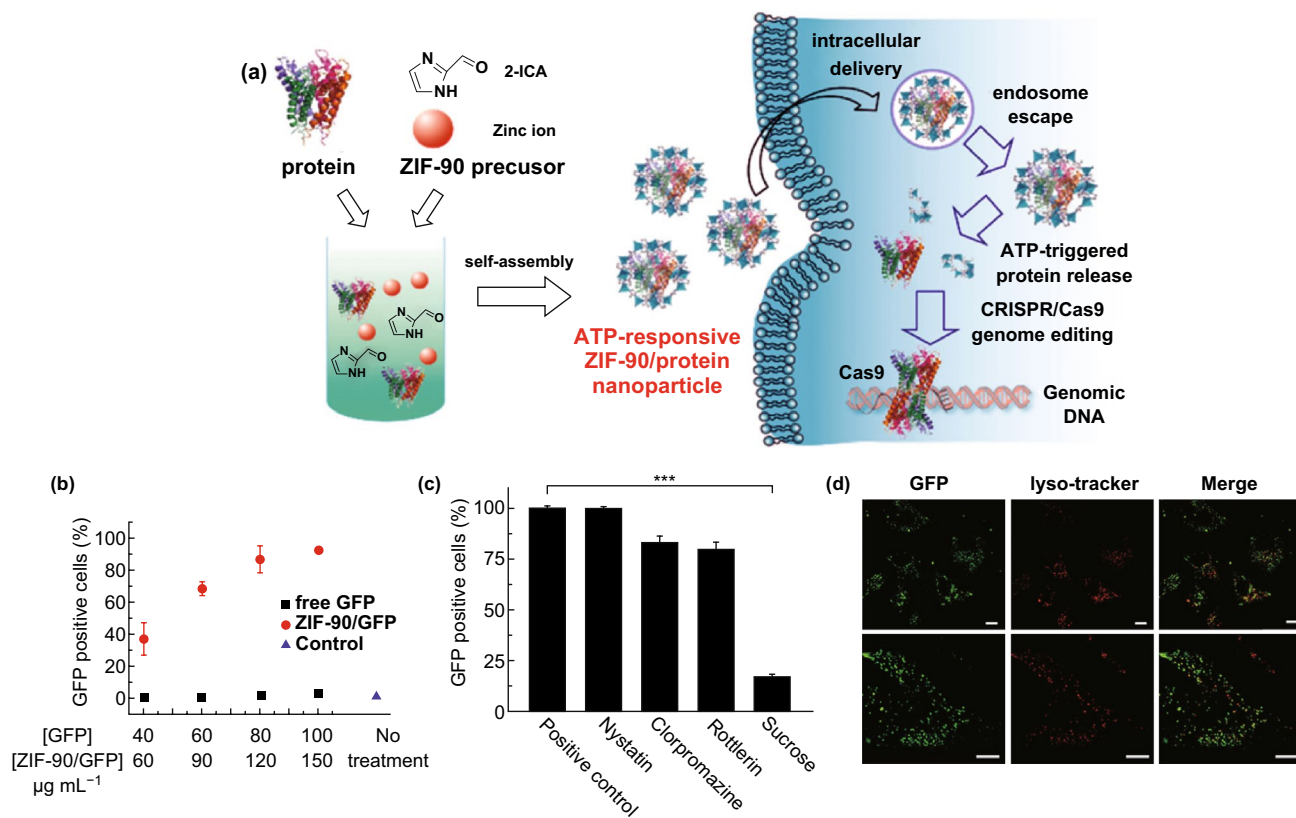 (a)
N
O
NH
2-ICA
Zinc ion
protein
ZIF-90 precusor
N
O
NH
N
O
NH
self-assembly
ATP-responsive
ZIF-90/protein
nanoparticle
intracellular
delivery
endosome
escape
ATP-triggered
protein release
CRISPR/Cas9
genome editing
Cas9
Genomic
DNA
(b)
GFP positive cells (%)
100
80
60
40
20
0
free GFP
ZIF-90/GFP
Control
[GFP] 40 60 80 100 No
[ZIF-90/GFP] 60 90 120 150 treatment
µg mL−1
(c)
GFP positive cells (%)
100
75
50
25
0
***
Positive control
Nystatin
Clorpromazine
Rottlerin
Sucrose
(d)
GFP lyso-tracker Merge